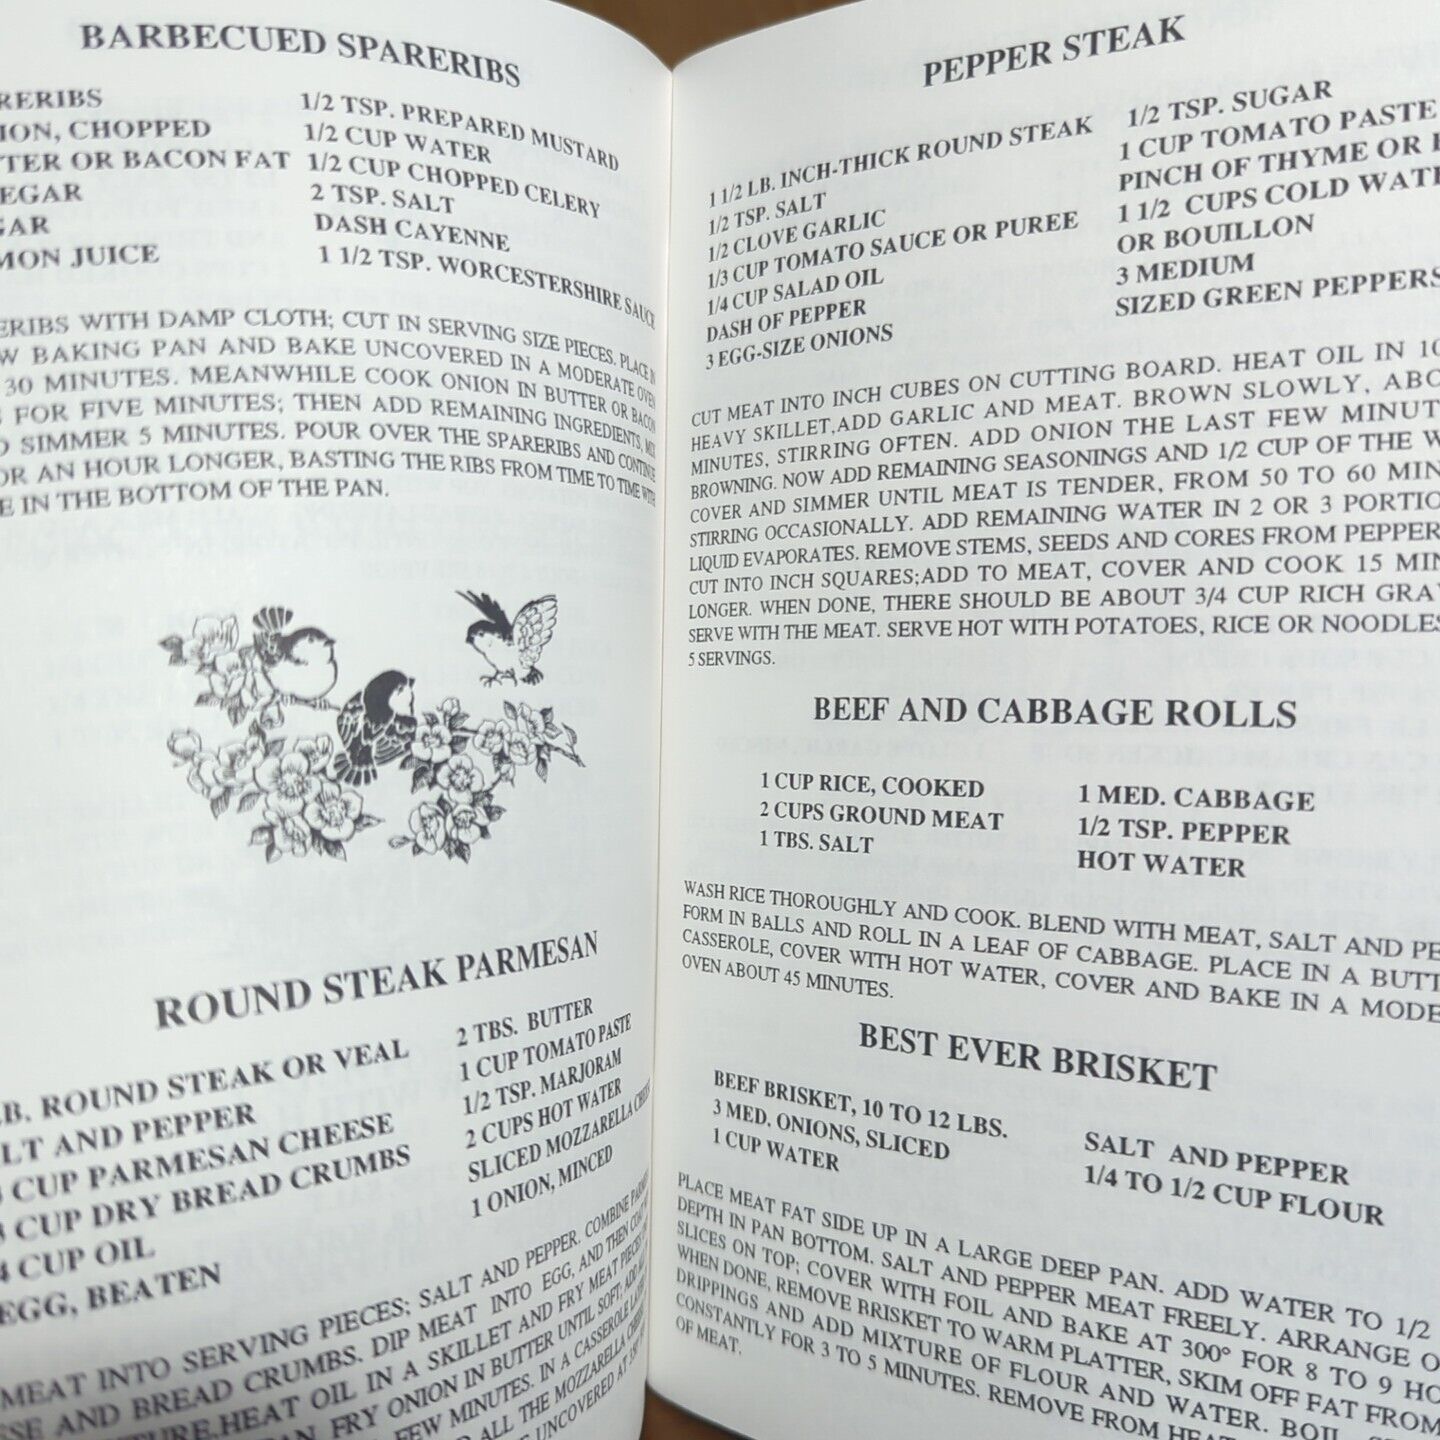 BARBECUED SPARERIBS
CHOPPED
OR BACON FAT
JUICE
1/2 TSP. PREPARED MUSTARD
1/2 CUP WATER
1/2 CUP CHOPPED CELERY
2 TSP. SALT
DASH CAYENNE
1 1/2 TSP. WORCESTERSHIRE SAUCE
WITH DAMP CLOTH; CUT IN SERVING SIZE PIECES. PLACE IN
BAKING PAN AND BAKE UNCOVERED IN A MODERATE OVEN
30 MINUTES. MEANWHILE COOK ONION IN BUTTER OR BACON
FOR FIVE MINUTES; THEN ADD REMAINING INGREDIENTS, MIX
SIMMER 5 MINUTES. POUR OVER THE SPARERIBS AND CONTINUE
AN HOUR LONGER, BASTING THE RIBS FROM TIME TO TIME WITH
IN THE BOTTOM OF THE PAN.
ROUND STEAK PARMESAN
ROUND STEAK OR VEAL
AND PEPPER
CUP PARMESAN CHEESE
CUP DRY BREAD CRUMBS
CUP OIL
EGG, BEATEN
2 TBS. BUTTER
1 CUP TOMATO PASTE
1/2 TSP. MARJORAM
2 CUPS HOT WATER
SLICED MOZZARELLA CHEESE
1 ONION, MINCED
MEAT INTO SERVING PIECES; SALT AND PEPPER. COMBINE
AND BREAD CRUMBS. DIP MEAT INTO EGG, AND THEN COAT
HEAT OIL IN A SKILLET AND FRY MEAT PIECES
FRY ONION IN BUTTER UNTIL SOFT; ADD
FEW MINUTES. IN A CASSEROLE
ALL THE MOZZARELLA
UNCOVERED AT
PEPPER STEAK
1 1/2 LB. INCH-THICK ROUND STEAK
1/2 TSP. SALT
1/2 CLOVE GARLIC
1/3 CUP TOMATO SAUCE OR PUREE
1/4 CUP SALAD OIL
DASH OF PEPPER
3 EGG-SIZE ONIONS
1/2 TSP. SUGAR
1 CUP TOMATO PASTE
PINCH OF THYME OR
1 1/2 CUPS COLD
OR BOUILLON
3 MEDIUM
SIZED GREEN PEPPERS
CUT MEAT INTO INCH CUBES ON CUTTING BOARD. HEAT OIL IN
HEAVY SKILLET,ADD GARLIC AND MEAT. BROWN SLOWLY,
MINUTES, STIRRING OFTEN. ADD ONION THE LAST FEW
BROWNING. NOW ADD REMAINING SEASONINGS AND 1/2 CUP OF THE
COVER AND SIMMER UNTIL MEAT IS TENDER, FROM 50 TO 60
STIRRING OCCASIONALLY. ADD REMAINING WATER IN 2 OR 3
LIQUID EVAPORATES. REMOVE STEMS, SEEDS AND CORES FROM
CUT INTO INCH SQUARES;ADD TO MEAT, COVER AND COOK 15
LONGER. WHEN DONE, THERE SHOULD BE ABOUT 3/4 CUP RICH
SERVE WITH THE MEAT. SERVE HOT WITH POTATOES, RICE OR NOODLES
5 SERVINGS.
BEEF AND CABBAGE ROLLS
1 CUP RICE, COOKED
2 CUPS GROUND MEAT
1 TBS. SALT
1 MED. CABBAGE
1/2 TSP. PEPPER
HOT WATER
WASH RICE THOROUGHLY AND COOK. BLEND WITH MEAT, SALT AND
FORM IN BALLS AND ROLL IN A LEAF OF CABBAGE. PLACE IN A
CASSEROLE, COVER WITH HOT WATER, COVER AND BAKE IN A
OVEN ABOUT 45 MINUTES.
BEST EVER BRISKET
BEEF BRISKET, 10 TO 12 LBS.
3 MED. ONIONS, SLICED
1 CUP WATER
SALT AND PEPPER
1/4 TO 1/2 CUP FLOUR
PLACE MEAT FAT SIDE UP IN A LARGE DEEP PAN. ADD WATER TO 1/2
DEPTH IN PAN BOTTOM. SALT AND PEPPER MEAT FREELY. ARRANGE
SLICES ON TOP; COVER WITH FOIL AND BAKE AT 300° FOR 8 TO 9
WHEN DONE, REMOVE BRISKET TO WARM PLATTER, SKIM OFF FAT FROM
DRIPPINGS AND ADD MIXTURE OF FLOUR AND WATER. BOIL,
CONSTANTLY FOR 3 TO 5 MINUTES. REMOVE FROM
OF MEAT.